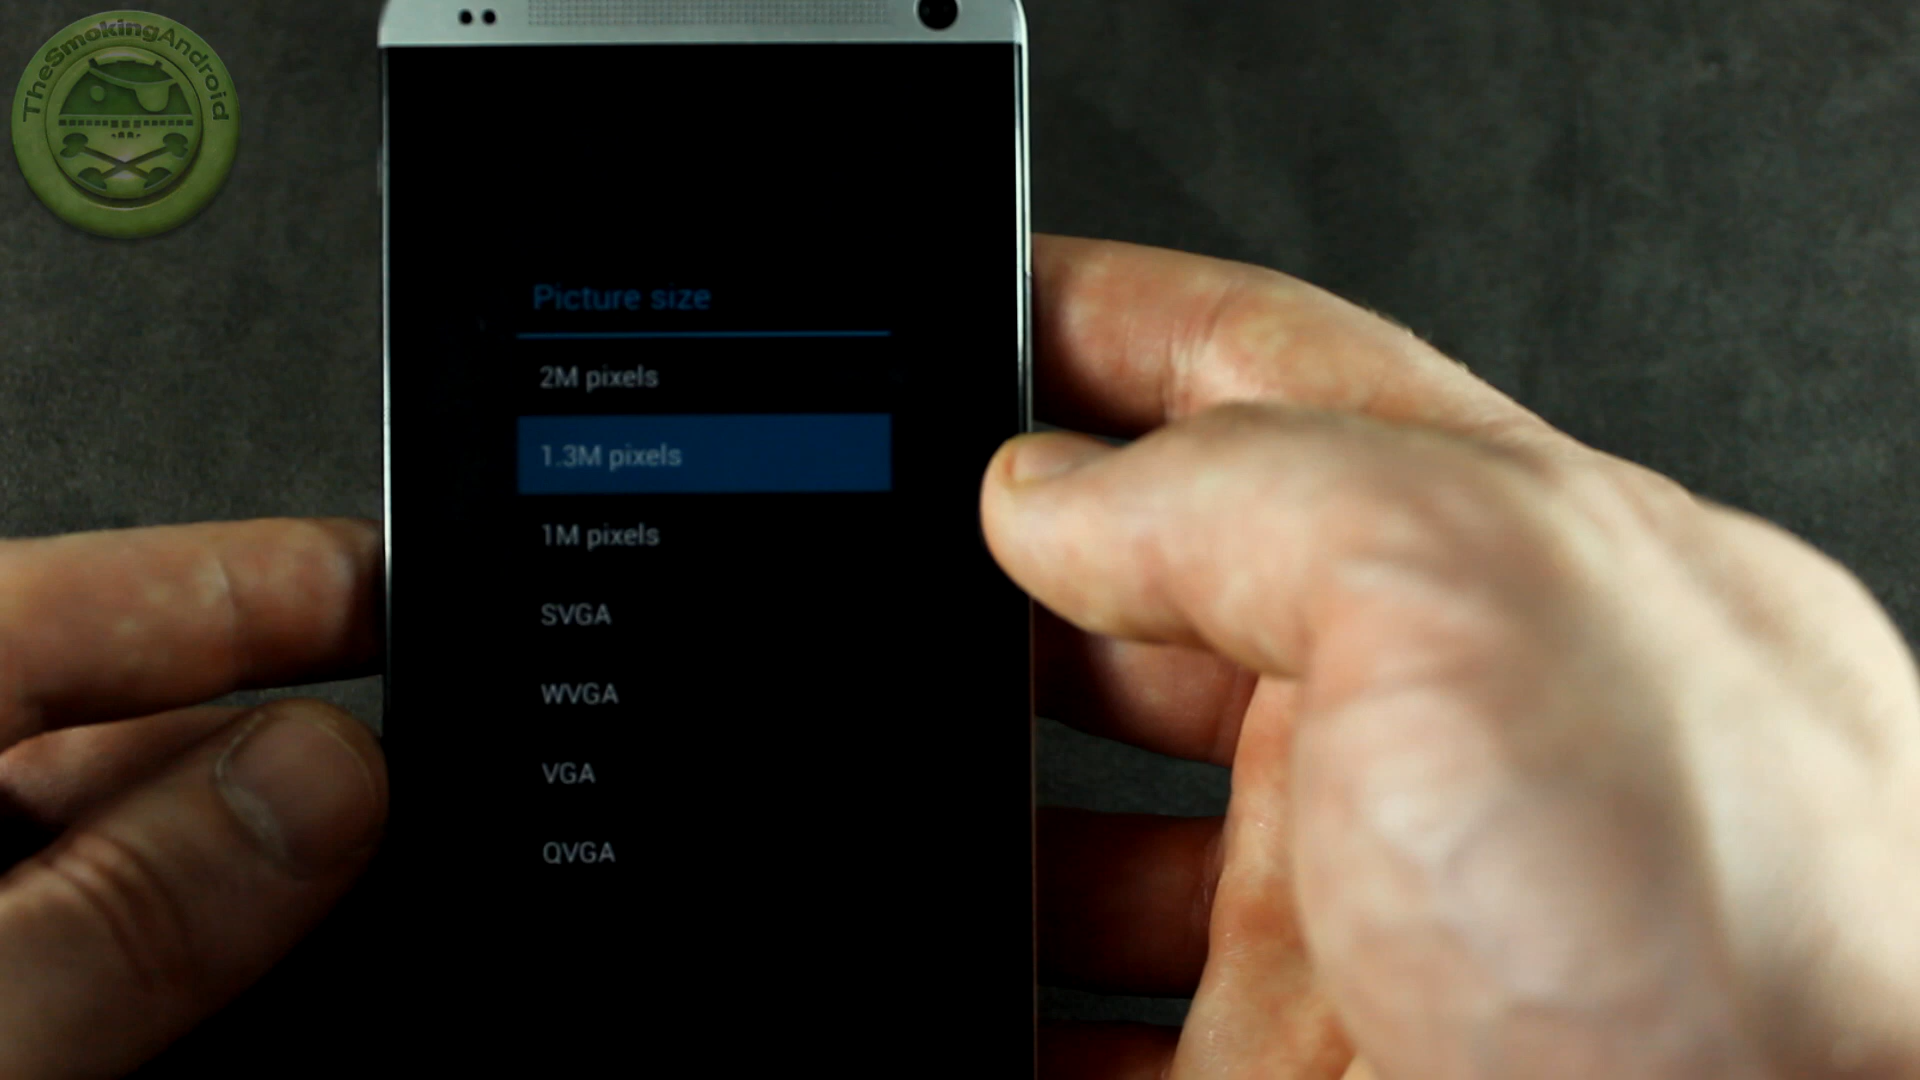 TheSmokingAndroid
Picture size
2M pixels
1.3M pixels
1M pixels
SVGA
WVGA
VGA
QVGA